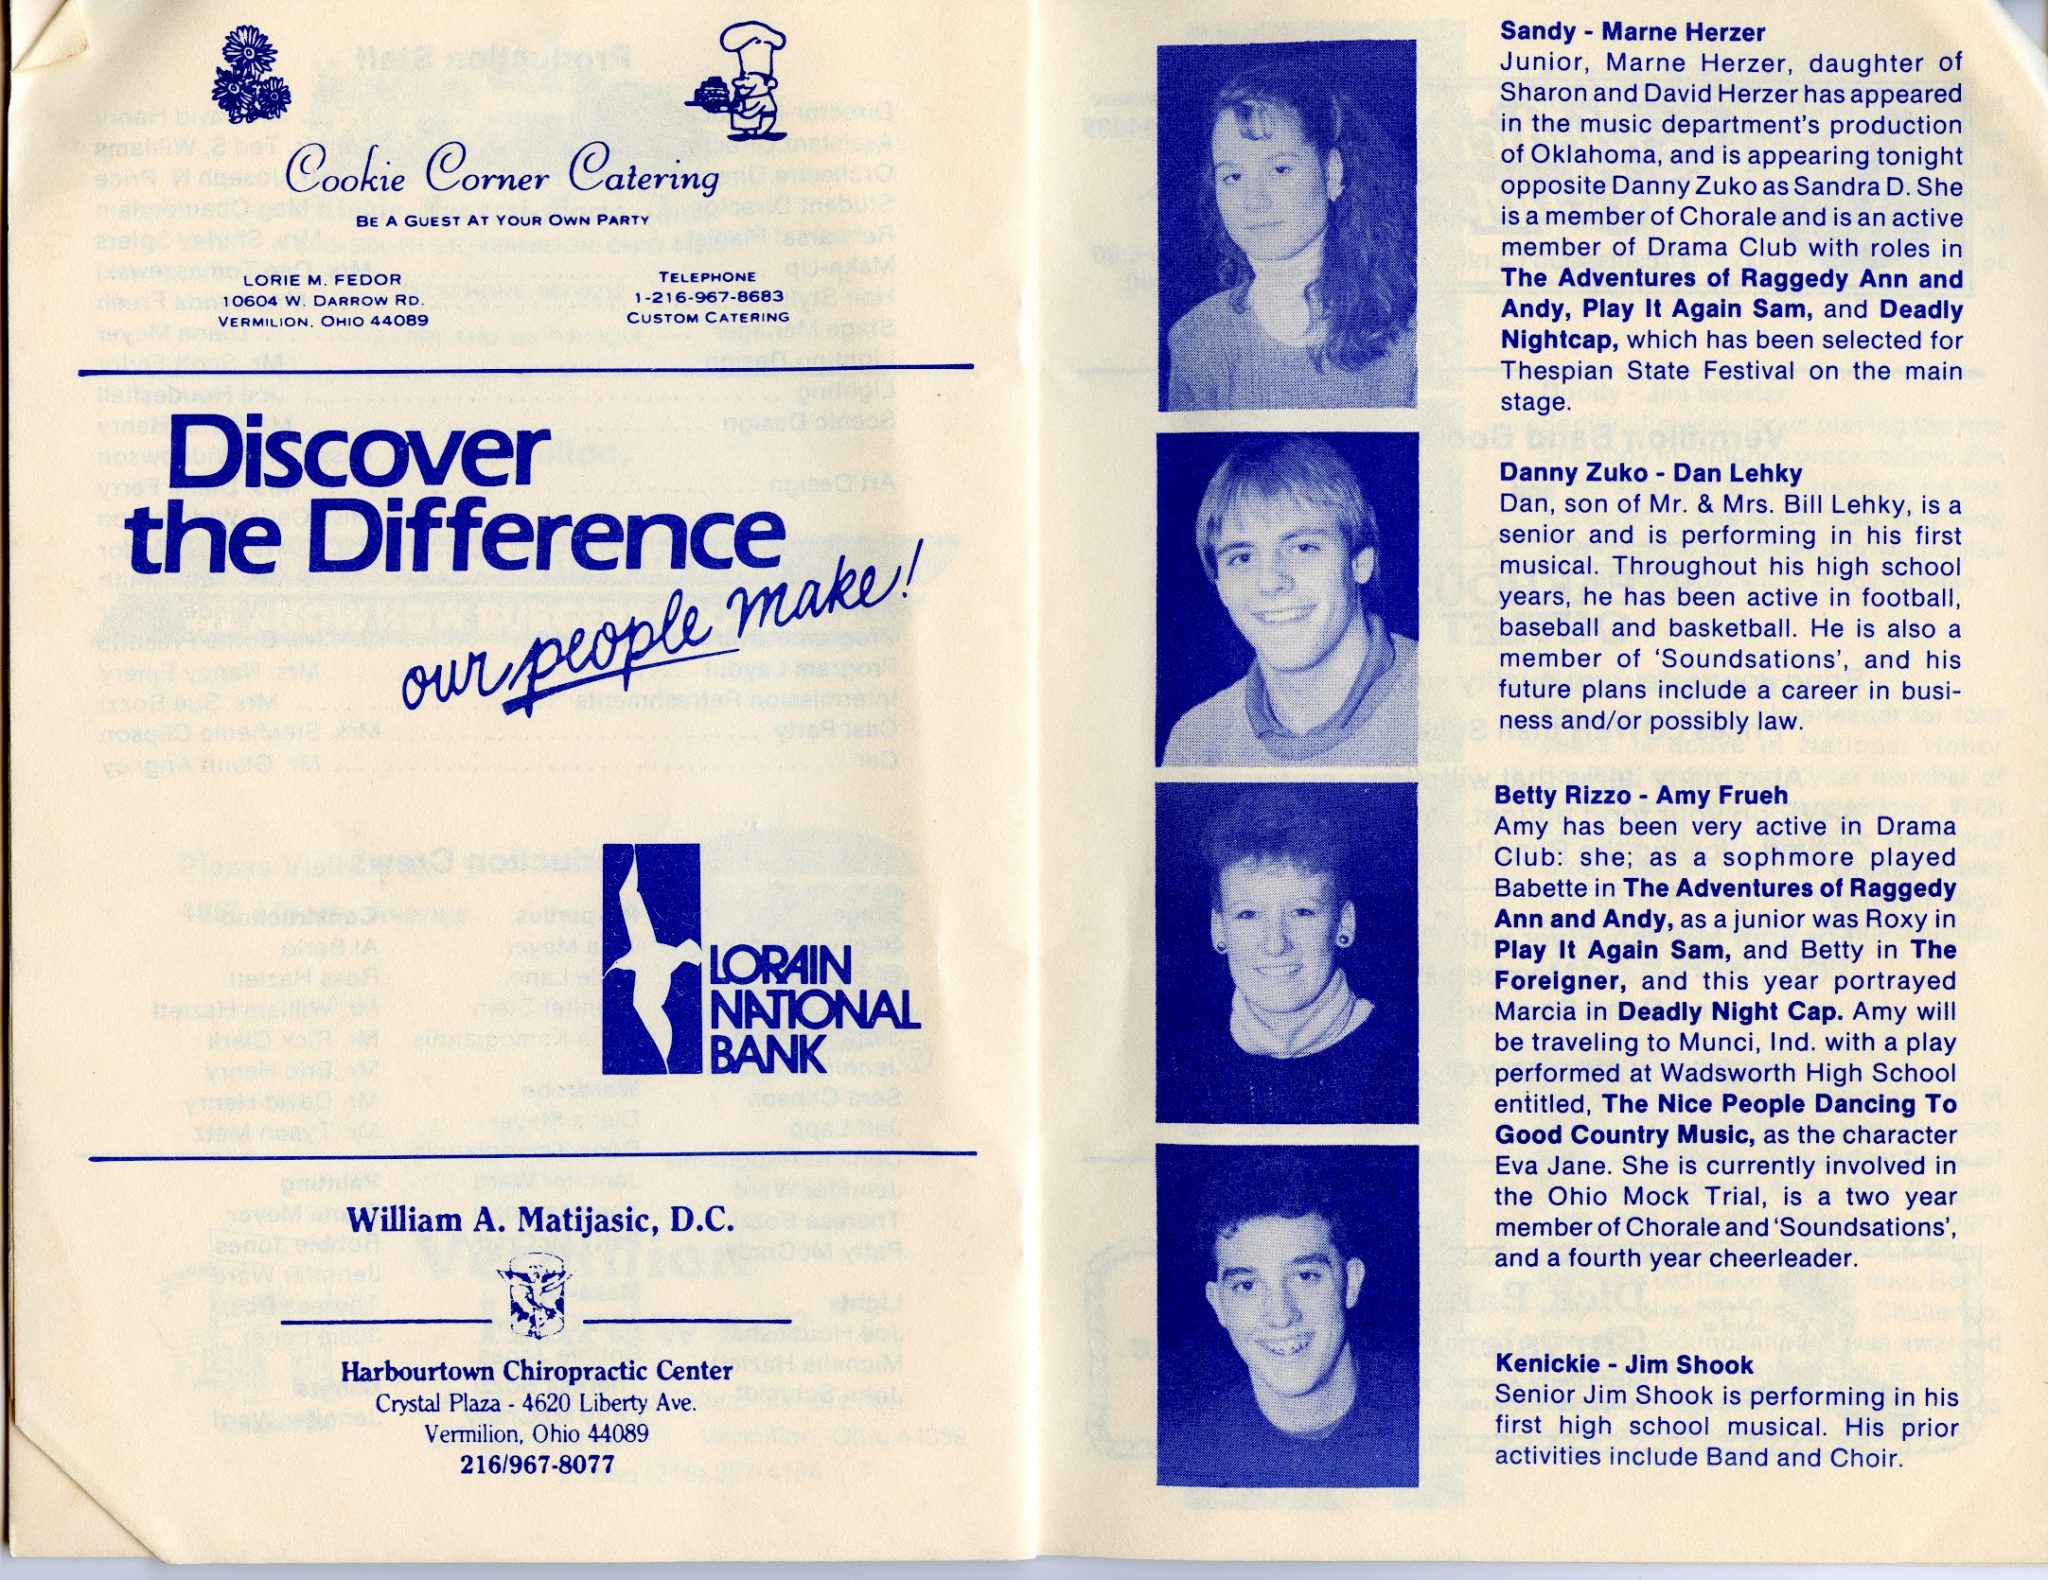 Cookie Corner Catering
BE A GUEST AT YOUR OWN PARTY
LORIE M. FEDOR
10604 W. DARROW RD.
VERMILION, OHIO 44089
TELEPHONE
1-216-967-8683
CUSTOM CATERING
Discover
the Difference
our people make!
LORAIN
NATIONAL
BANK
William A. Matijasic, D.C.
Harbourtown Chiropractic Center
Crystal Plaza - 4620 Liberty Ave.
Vermilion, Ohio 44089
216/967-8077
Sandy - Marne Herzer
Junior, Marne Herzer, daughter of
Sharon and David Herzer has appeared
in the music department's production
of Oklahoma, and is appearing tonight
opposite Danny Zuko as Sandra D. She
is a member of Chorale and is an active
member of Drama Club with roles in
The Adventures of Raggedy Ann and
Andy, Play It Again Sam, and Deadly
Nightcap, which has been selected for
Thespian State Festival on the main
stage.
Danny Zuko - Dan Lehky
Dan, son of Mr. & Mrs. Bill Lehky, is a
senior and is performing in his first
musical. Throughout his high school
years, he has been active in football,
baseball and basketball. He is also a
member of 'Soundsations', and his
future plans include a career in busi-
ness and/or possibly law.
Betty Rizzo - Amy Frueh
Amy has been very active in Drama
Club: she; as a sophmore played
Babette in The Adventures of Raggedy
Ann and Andy, as a junior was Roxy in
Play It Again Sam, and Betty in The
Foreigner, and this year portrayed
Marcia in Deadly Night Cap. Amy will
be traveling to Munci, Ind. with a play
performed at Wadsworth High School
entitled, The Nice People Dancing To
Good Country Music, as the character
Eva Jane. She is currently involved in
the Ohio Mock Trial, is a two year
member of Chorale and 'Soundsations',
and a fourth year cheerleader.
Kenickie - Jim Shook
Senior Jim Shook is performing in his
first high school musical. His prior
activities include Band and Choir.